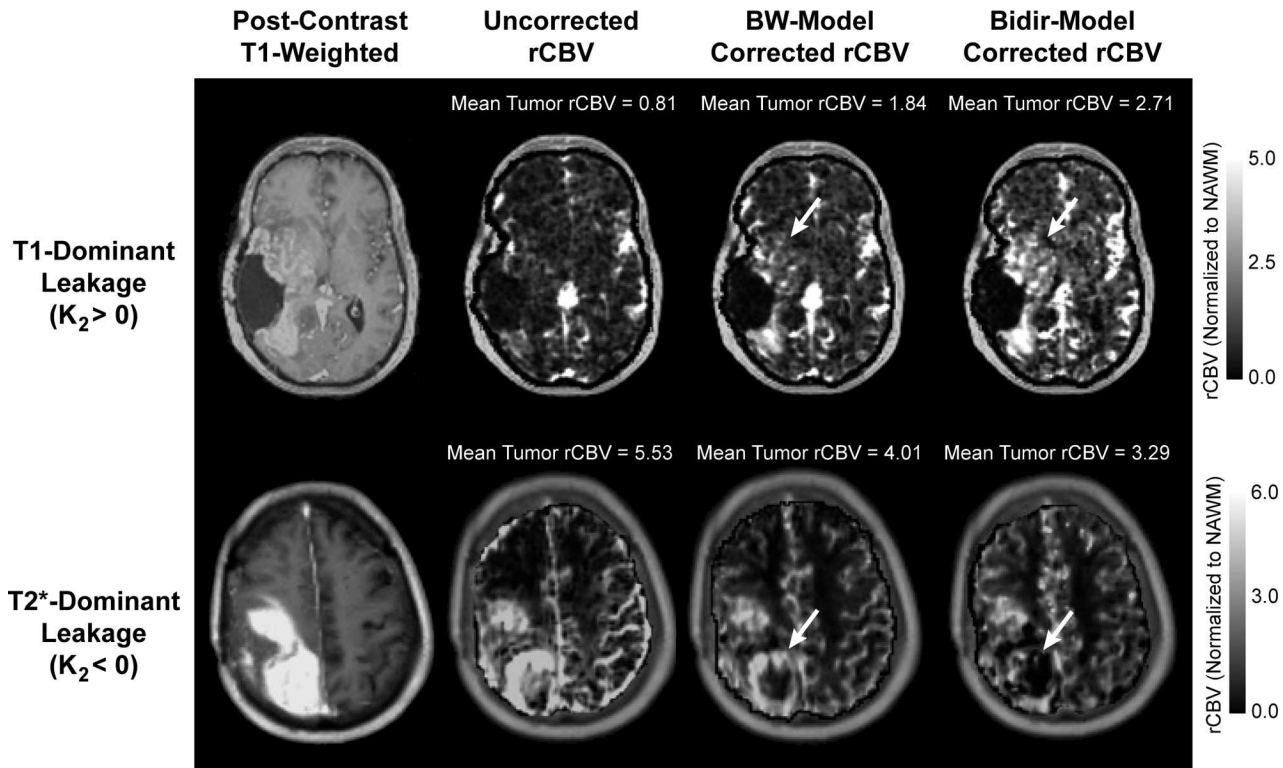 Post-Contrast
T1-Weighted
Uncorrected
rCBV
BW-Model
Corrected rCBV
Bidir-Model
Corrected rCBV
T1-Dominant
Leakage
(K₂> 0)
Mean Tumor rCBV = 0.81
Mean Tumor rCBV = 1.84
Mean Tumor rCBV = 2.71
rCBV (Normalized to NAWM)
5.0
2.5
0.0
T2*-Dominant
Leakage
(K₂< 0)
Mean Tumor rCBV = 5.53
Mean Tumor rCBV = 4.01
Mean Tumor rCBV = 3.29
rCBV (Normalized to NAWM)
6.0
3.0
0.0